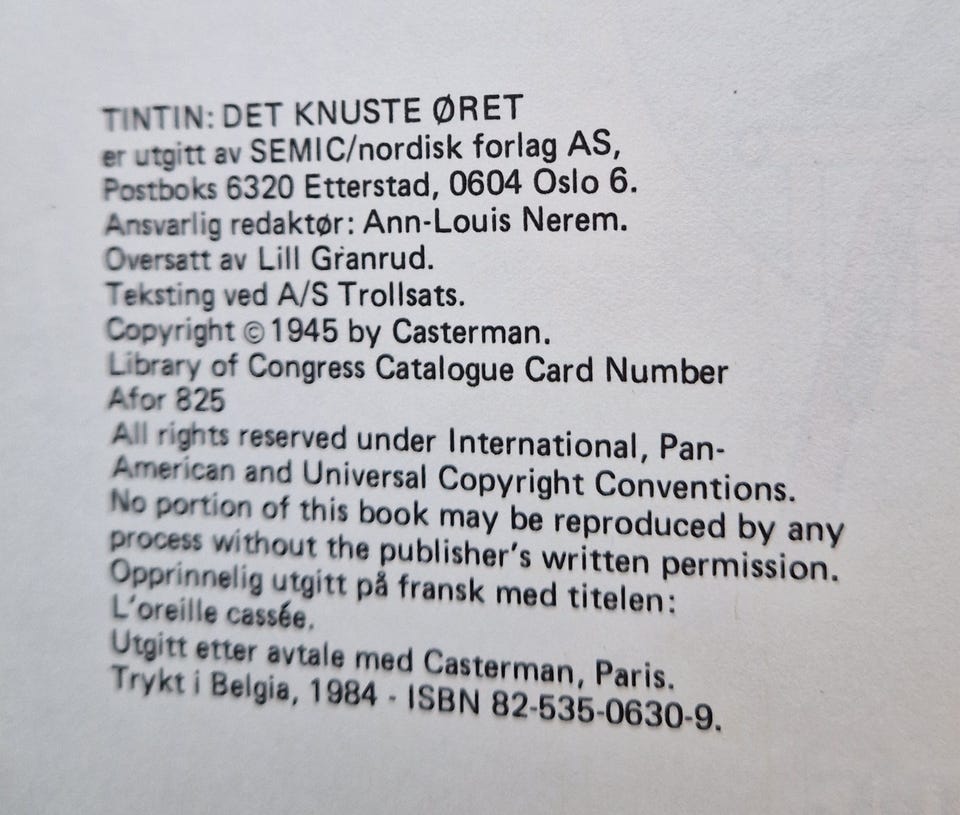 TINTIN: DET KNUSTE ØRET
er utgitt av SEMIC/nordisk forlag AS,
Postboks 6320 Etterstad, 0604 Oslo 6.
Ansvarlig redaktør: Ann-Louis Nerem.
Oversatt av Lill Granrud.
Teksting ved A/S Trollsats.
Copyright © 1945 by Casterman.
Library of Congress Catalogue Card Number
Afor 825
All rights reserved under International, Pan-
American and Universal Copyright Conventions.
No portion of this book may be reproduced by any
process without the publisher's written permission.
Opprinnelig utgitt på fransk med titelen:
L'oreille cassée.
Utgitt etter avtale med Casterman, Paris.
Trykt i Belgia, 1984 - ISBN 82-535-0630-9.